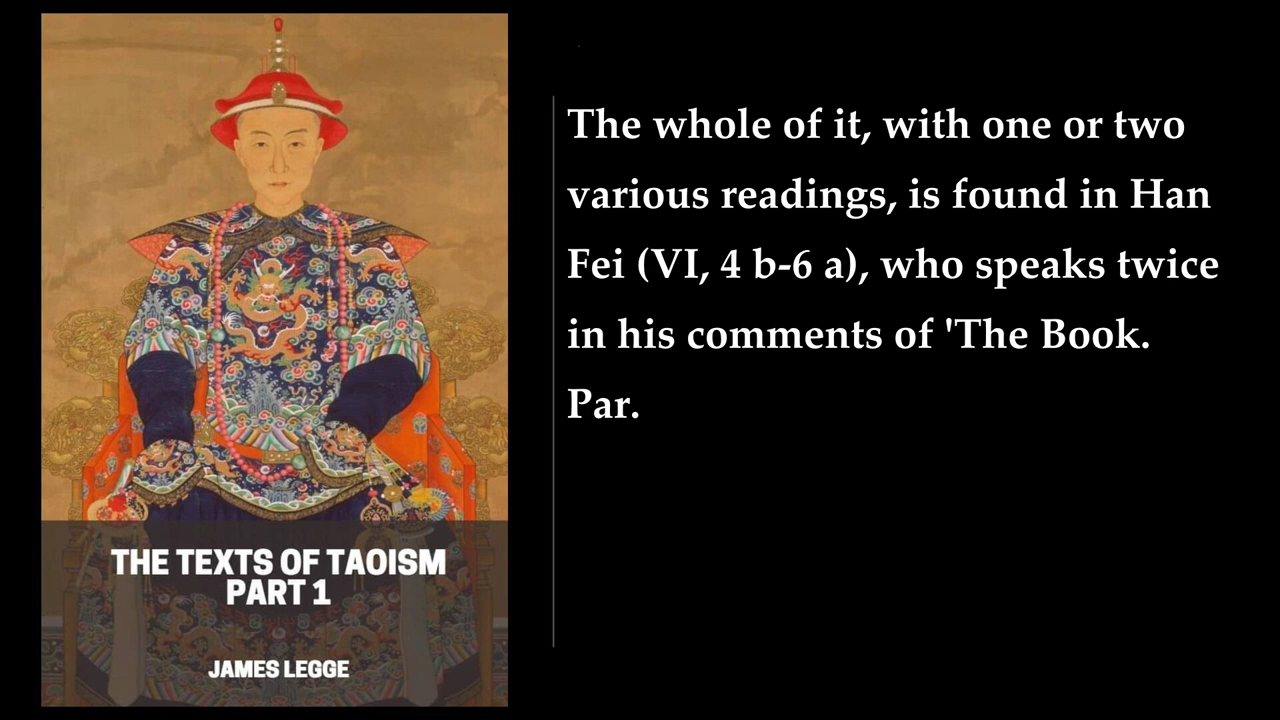 The whole of it, with one or two
various readings, is found in Han
Fei (VI, 4 b-6 a), who speaks twice
in his comments of 'The Book.
Par.
THE TEXTS OF TAOISM
PART 1
JAMES LEGGE